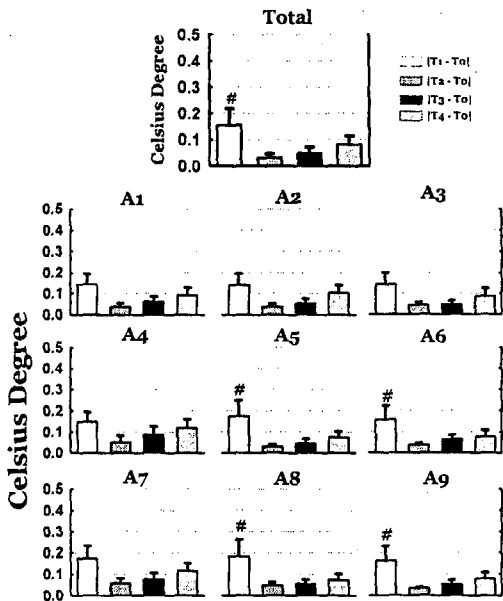 Total
Celsius Degree
0.5
0.4
0.3
0.2
0.1
0.0
#
|T1 - T0|
|T2 - T0|
|T3 - T0|
|T4 - T0|
Celsius Degree
A1 A2 A3
0.5
0.4
0.3
0.2
0.1
0.0
A4 A5 A6
0.5
0.4
0.3
0.2
0.1
0.0
# #
A7 A8 A9
0.5
0.4
0.3
0.2
0.1
0.0
# #